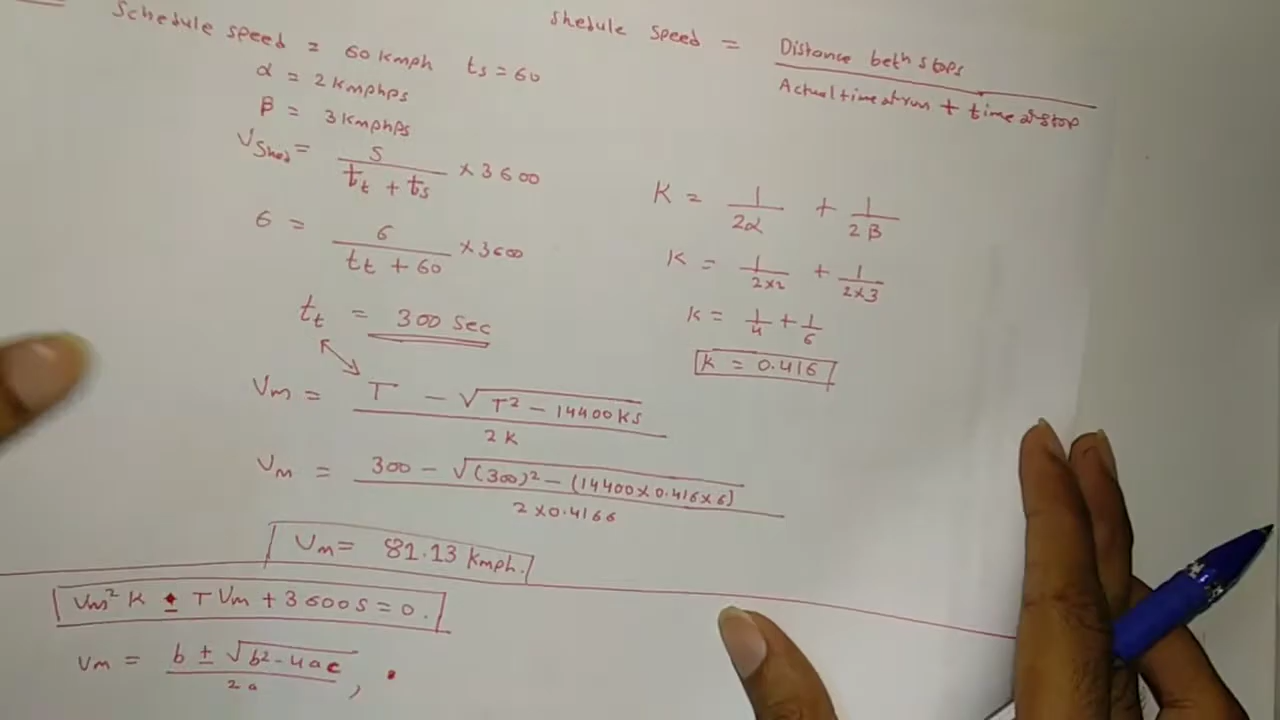 Schedule speed = 60 Kmph ts = 60
α = 2 Kmphps
β = 3 Kmphps
VShed = S / (tt + ts) × 3600
6 = 6 / (tt + 60) × 3600
tt = 300 Sec
Vm = (T - √(T² - 14400 KS)) / 2K
Vm = (300 - √((300)² - (14400 × 0.416 × 6))) / (2 × 0.4166)
Vm = 81.13 Kmph.
Vm² K ± T Vm + 3600 S = 0.
Vm = (b ± √(b² - 4ac)) / 2a ,
Shedule Speed = Distance beth stops / (Actual time of run + time of stop)
K = 1/2α + 1/2β
K = 1/(2×2) + 1/(2×3)
K = 1/4 + 1/6
K = 0.416